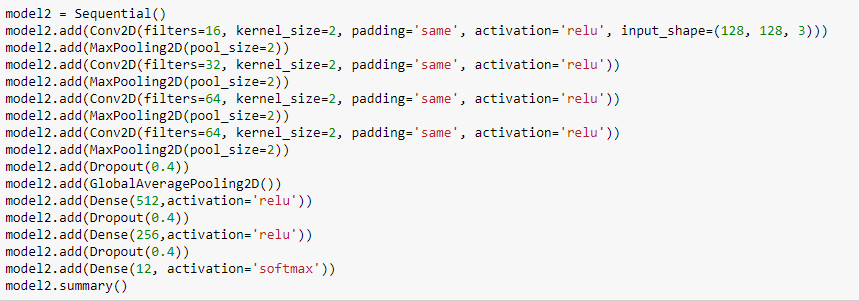 model2 = Sequential()
model2.add(Conv2D(filters=16, kernel_size=2, padding='same', activation='relu', input_shape=(128, 128, 3)))
model2.add(MaxPooling2D(pool_size=2))
model2.add(Conv2D(filters=32, kernel_size=2, padding='same', activation='relu'))
model2.add(MaxPooling2D(pool_size=2))
model2.add(Conv2D(filters=64, kernel_size=2, padding='same', activation='relu'))
model2.add(MaxPooling2D(pool_size=2))
model2.add(Conv2D(filters=64, kernel_size=2, padding='same', activation='relu'))
model2.add(MaxPooling2D(pool_size=2))
model2.add(Dropout(0.4))
model2.add(GlobalAveragePooling2D())
model2.add(Dense(512,activation='relu'))
model2.add(Dropout(0.4))
model2.add(Dense(256,activation='relu'))
model2.add(Dropout(0.4))
model2.add(Dense(12, activation='softmax'))
model2.summary()